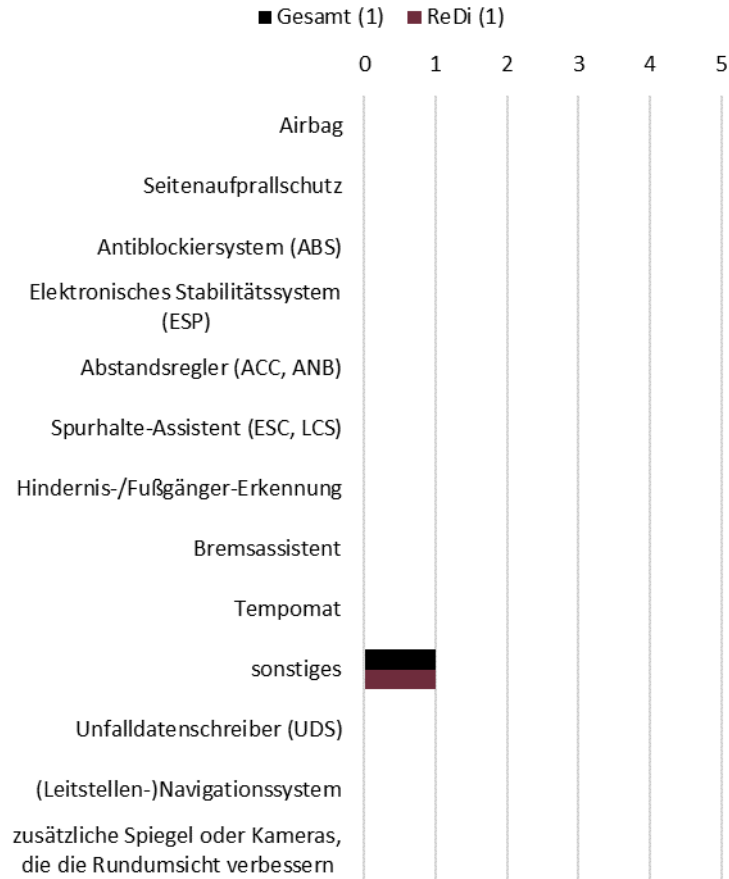 Gesamt (1) ReDi (1)
0 1 2 3 4 5
Airbag
Seitenaufprallschutz
Antiblockiersystem (ABS)
Elektronisches Stabilitätssystem
(ESP)
Abstandsregler (ACC, ANB)
Spurhalte-Assistent (ESC, LCS)
Hindernis-/Fußgänger-Erkennung
Bremsassistent
Tempomat
sonstiges
Unfalldatenschreiber (UDS)
(Leitstellen-)Navigationssystem
zusätzliche Spiegel oder Kameras,
die die Rundumsicht verbessern